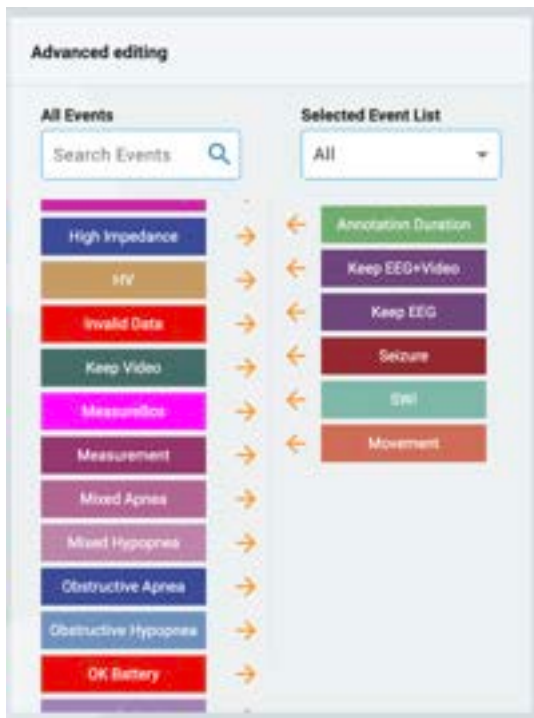 Advanced editing
All Events
Search Events
High Impedance
HV
Invalid Data
Keep Video
MeasureBox
Measurement
Mixed Apnea
Mixed Hypopnea
Obstructive Apnea
Obstructive Hypopnea
OK Battery
Selected Event List
All
Annotation Duration
Keep EEG+Video
Keep EEG
Seizure
SWI
Movement